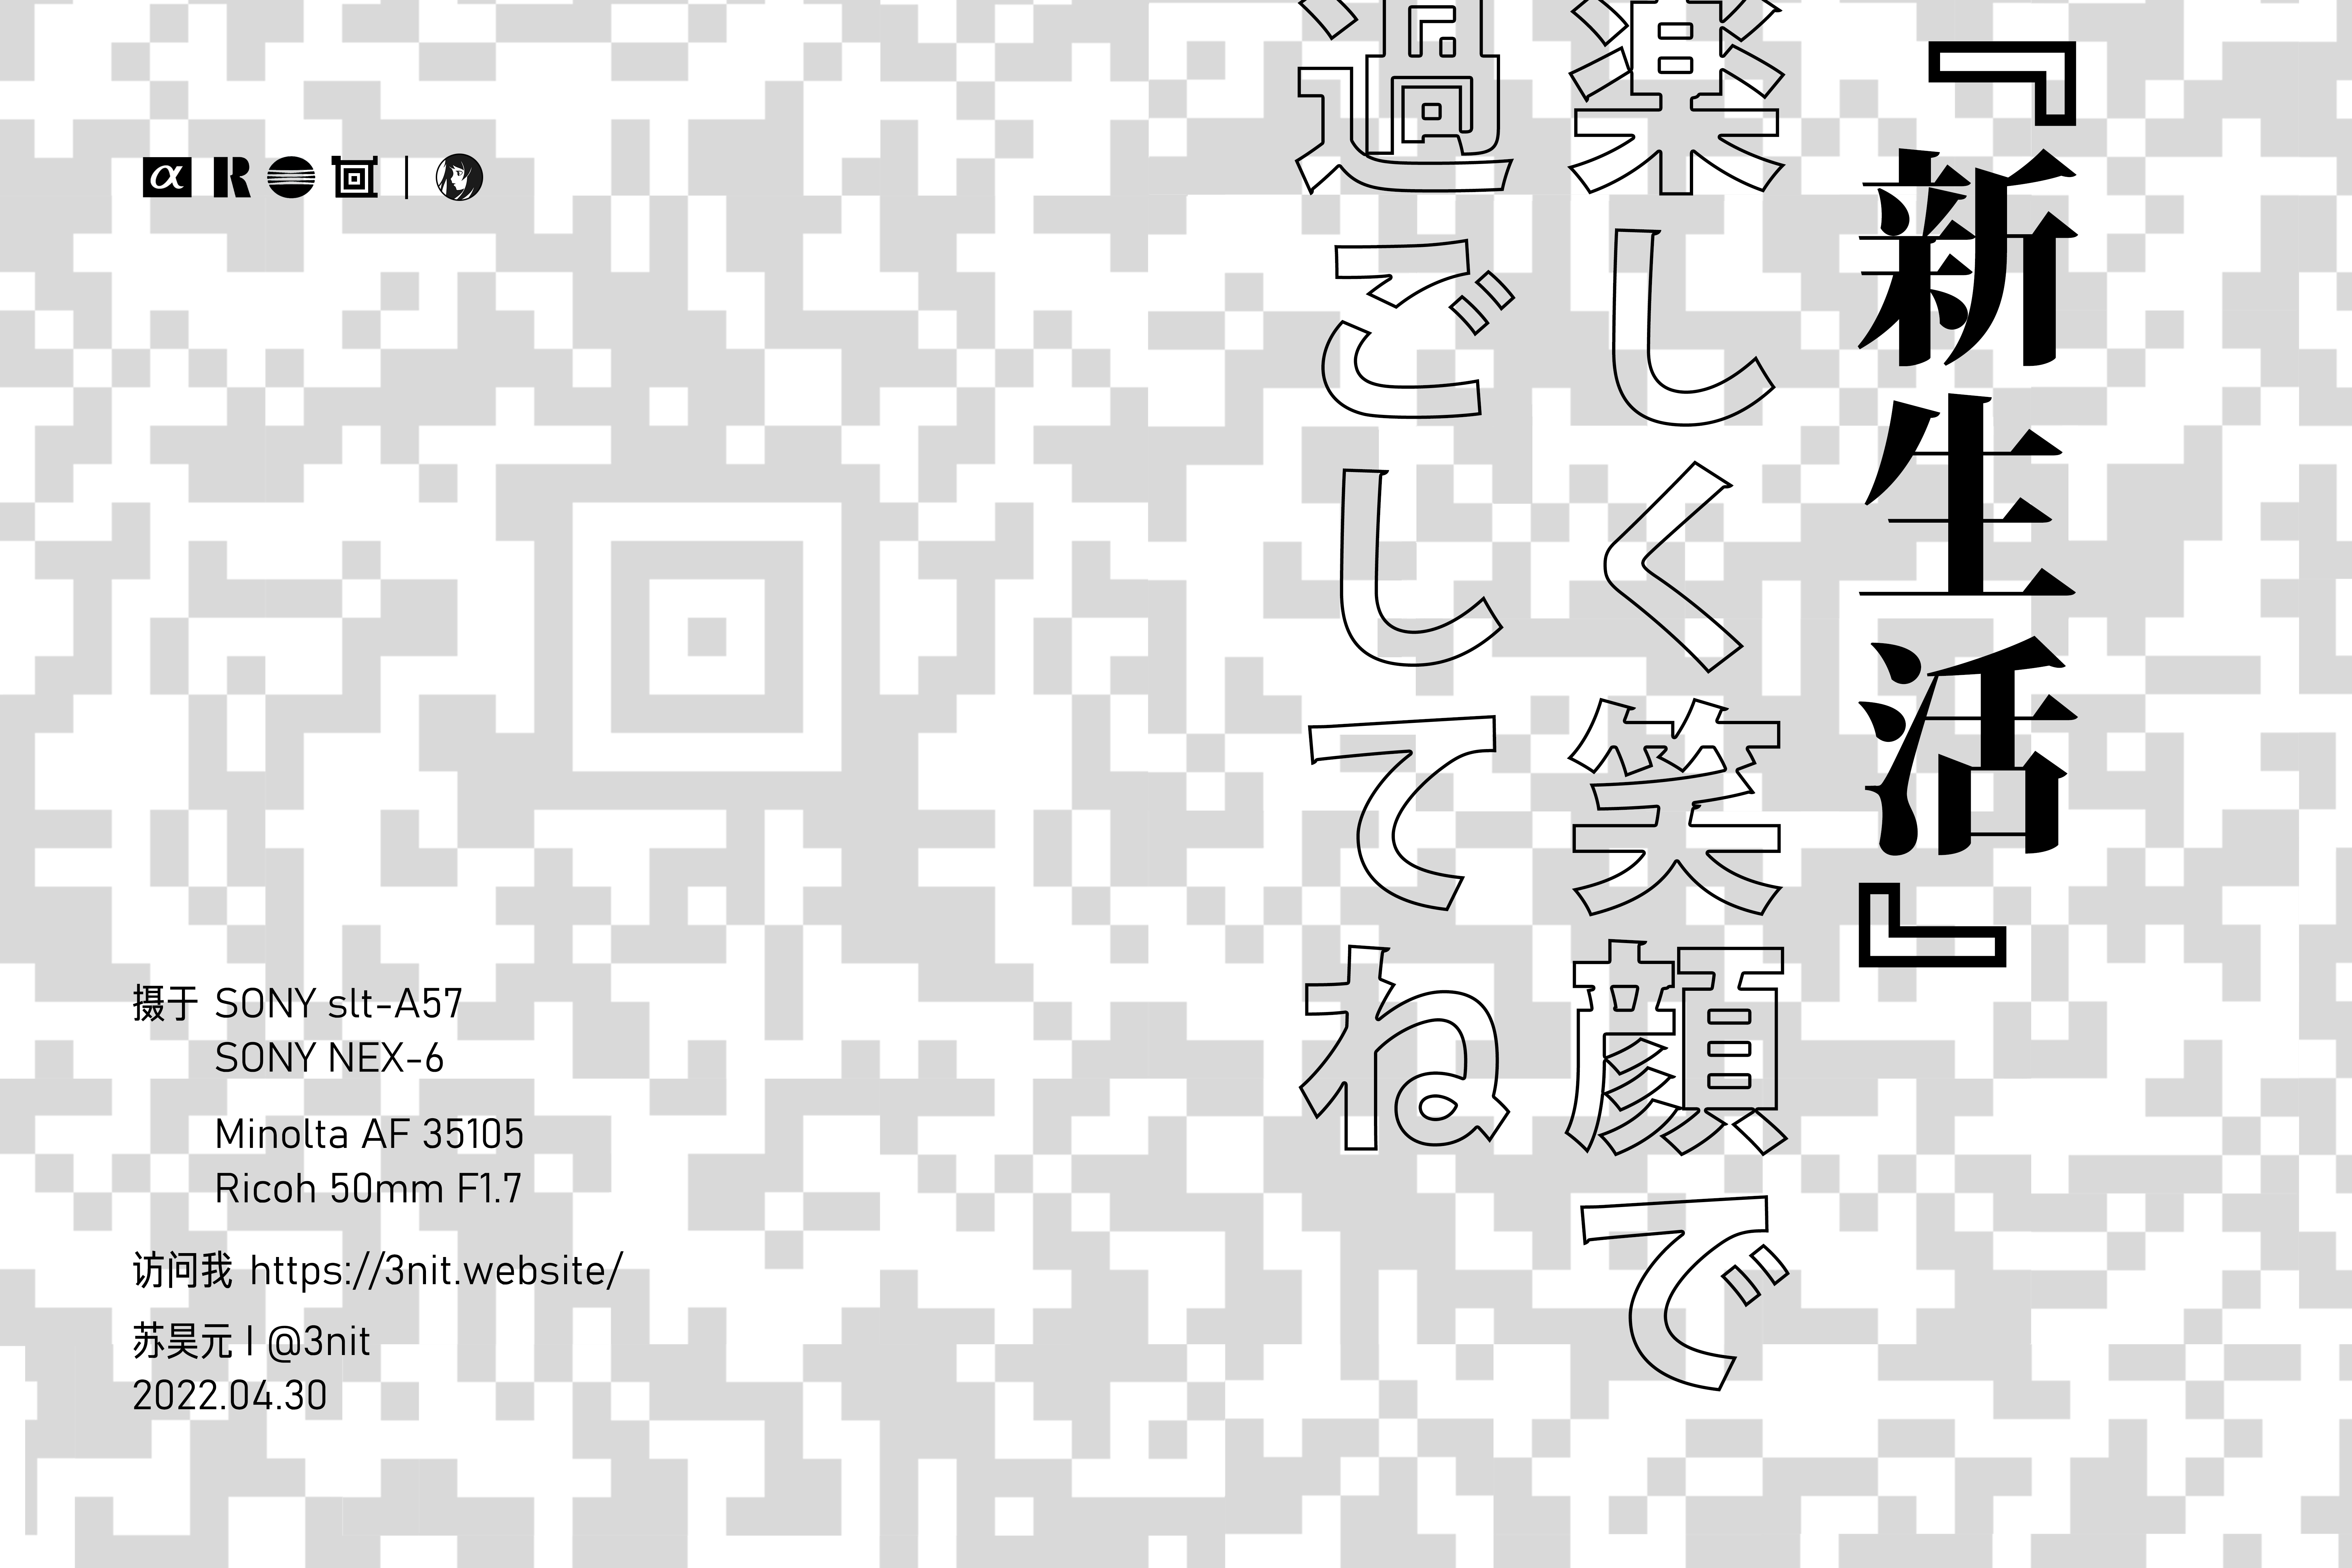 『新生活』
楽しく笑顔で
過ごしてね
α R
摄于 SONY slt-A57
SONY NEX-6
Minolta AF 35105
Ricoh 50mm F1.7
访问我 https://3nit.website/
苏昊元 | @3nit
2022.04.30